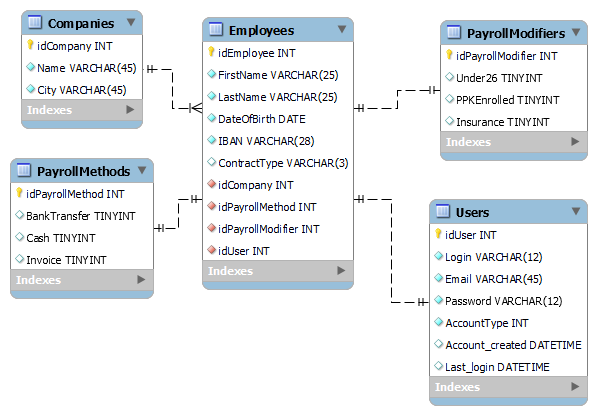 Companies
idCompany INT
Name VARCHAR(45)
City VARCHAR(45)
Indexes
Employees
idEmployee INT
FirstName VARCHAR(25)
LastName VARCHAR(25)
DateOfBirth DATE
IBAN VARCHAR(28)
ContractType VARCHAR(3)
idCompany INT
idPayrollMethod INT
idPayrollModifier INT
idUser INT
Indexes
PayrollModifiers
idPayrollModifier INT
Under26 TINYINT
PPKEnrolled TINYINT
Insurance TINYINT
Indexes
PayrollMethods
idPayrollMethod INT
BankTransfer TINYINT
Cash TINYINT
Invoice TINYINT
Indexes
Users
idUser INT
Login VARCHAR(12)
Email VARCHAR(45)
Password VARCHAR(12)
AccountType INT
Account_created DATETIME
Last_login DATETIME
Indexes